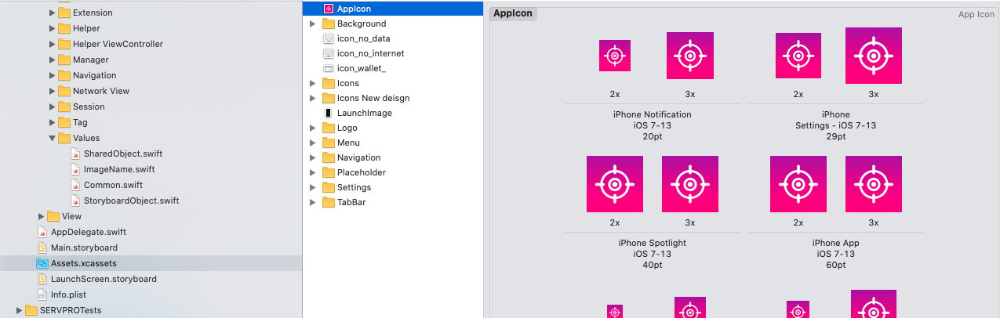 Extension
Helper
Helper ViewController
Manager
Navigation
Network View
Session
Tag
Values
SharedObject.swift
ImageName.swift
Common.swift
StoryboardObject.swift
View
AppDelegate.swift
Main.storyboard
Assets.xcassets
LaunchScreen.storyboard
Info.plist
SERVPROTests
AppIcon
Background
icon_no_data
icon_no_internet
icon_wallet_
Icons
Icons New deisgn
LaunchImage
Logo
Menu
Navigation
Placeholder
Settings
TabBar
AppIcon
App Icon
2x 3x
iPhone Notification
iOS 7-13
20pt
2x 3x
iPhone
Settings - iOS 7-13
29pt
2x 3x
iPhone Spotlight
iOS 7-13
40pt
2x 3x
iPhone App
iOS 7-13
60pt